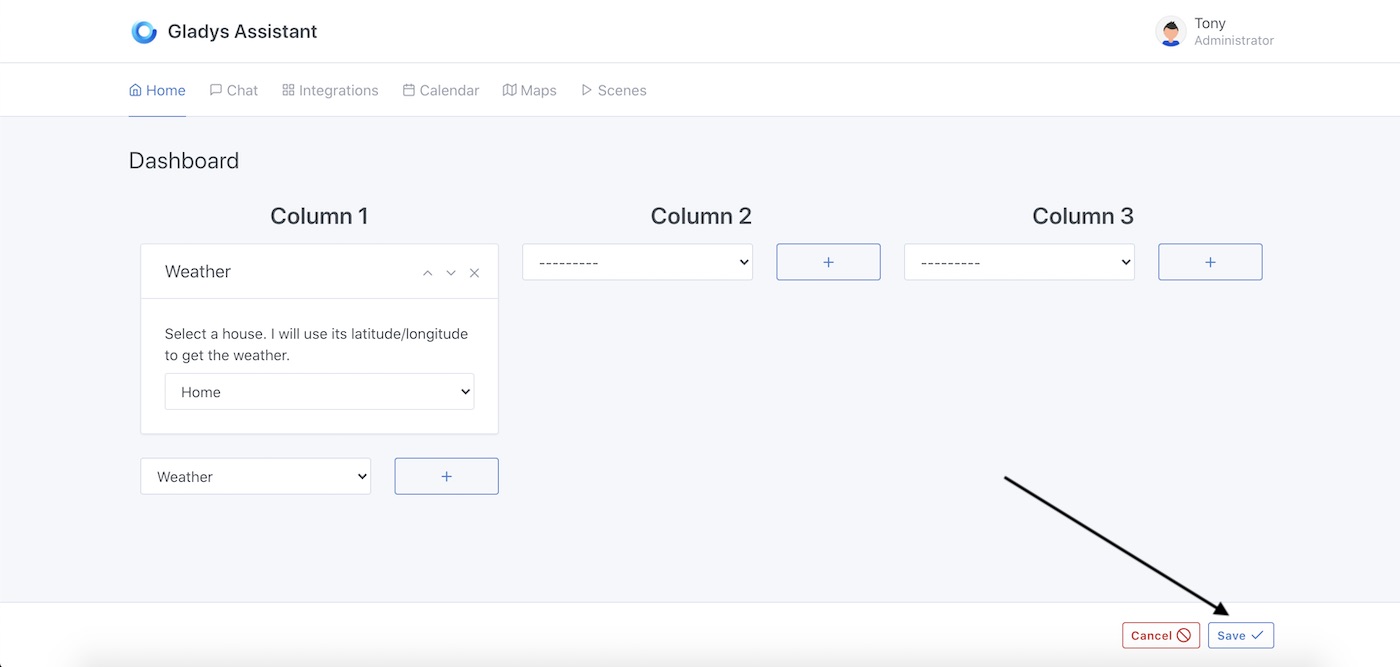 Gladys Assistant
Tony
Administrator
Home Chat Integrations Calendar Maps Scenes
Dashboard
Column 1
Weather
Select a house. I will use its latitude/longitude
to get the weather.
Home
Weather +
Column 2
--------- +
Column 3
--------- +
Cancel Save